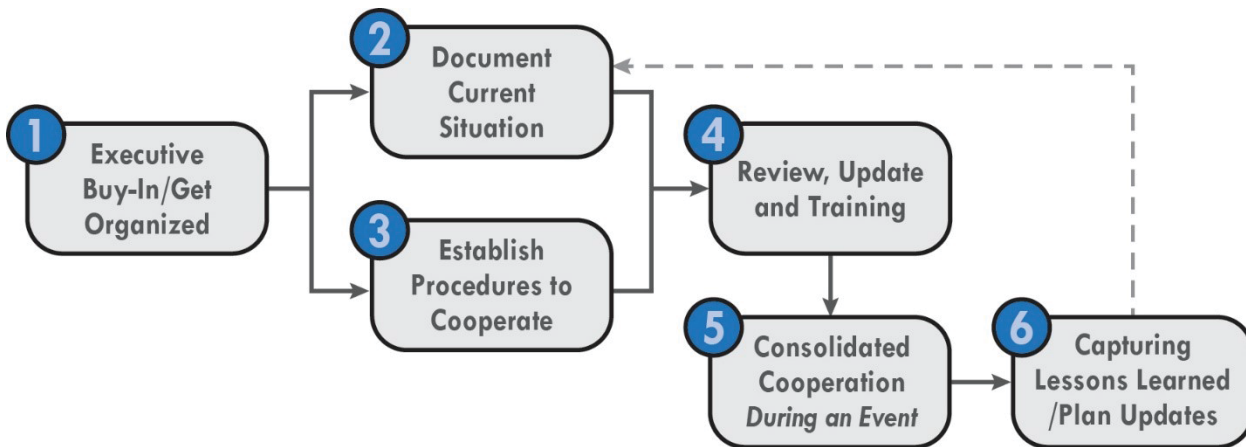 1
Executive
Buy-In/Get
Organized
2
Document
Current
Situation
3
Establish
Procedures to
Cooperate
4
Review, Update
and Training
5
Consolidated
Cooperation
During an Event
6
Capturing
Lessons Learned
/Plan Updates